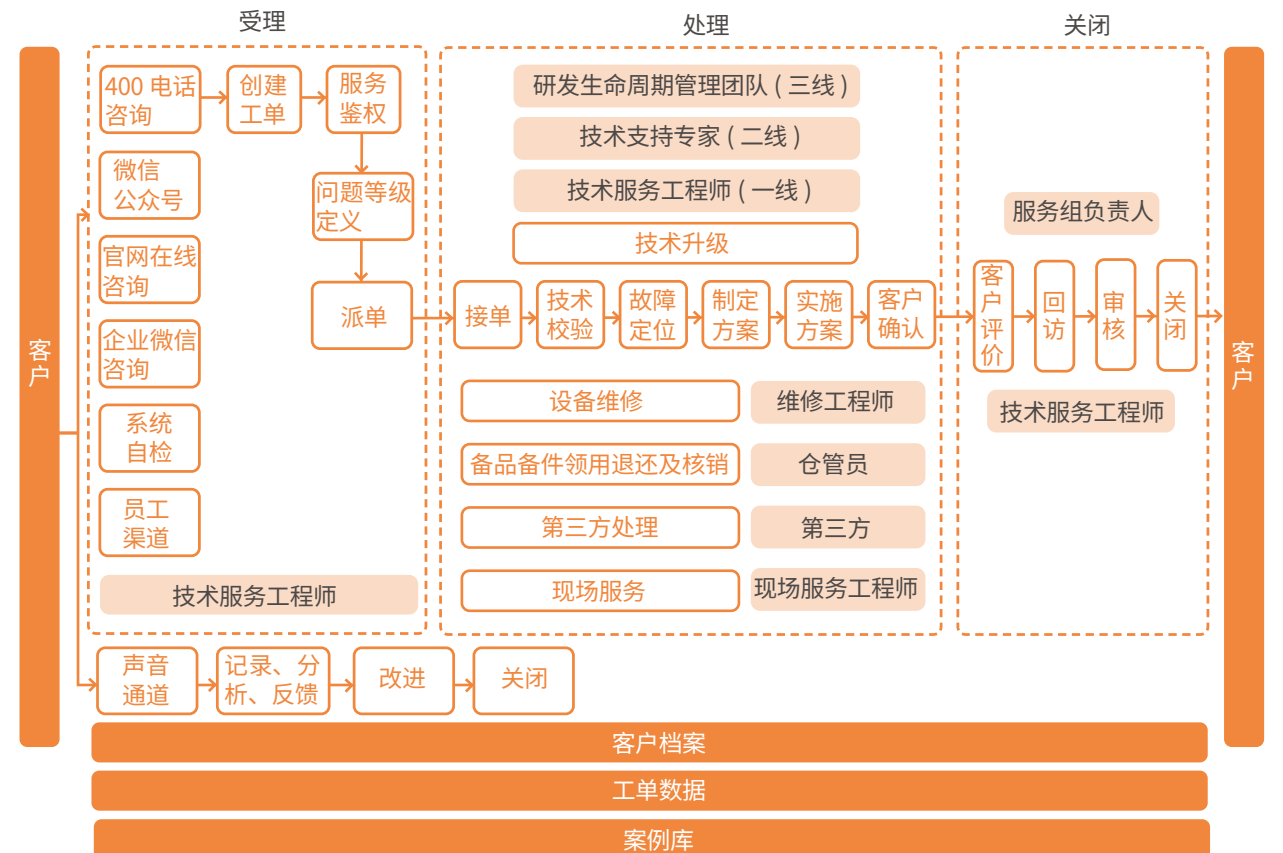 受理
处理
关闭
客户
400 电话
咨询
创建
工单
服务
鉴权
微信
公众号
问题等级
定义
官网在线
咨询
派单
企业微信
咨询
系统
自检
员工
渠道
技术服务工程师
研发生命周期管理团队 ( 三线 )
技术支持专家 ( 二线 )
技术服务工程师 ( 一线 )
技术升级
接单
技术
校验
故障
定位
制定
方案
实施
方案
客户
确认
设备维修
维修工程师
备品备件领用退还及核销
仓管员
第三方处理
第三方
现场服务
现场服务工程师
服务组负责人
客户评价
回访
审核
关闭
技术服务工程师
客户
声音
通道
记录、分
析、反馈
改进
关闭
客户档案
工单数据
案例库